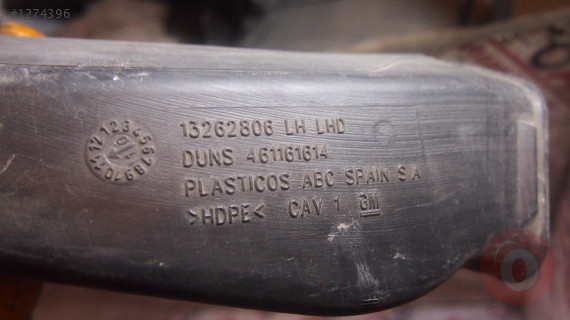 #1274396
13262806 LH LHD
DUNS 461161614
PLASTICOS ABC SPAIN S A
>HDPE< CAV 1 GM